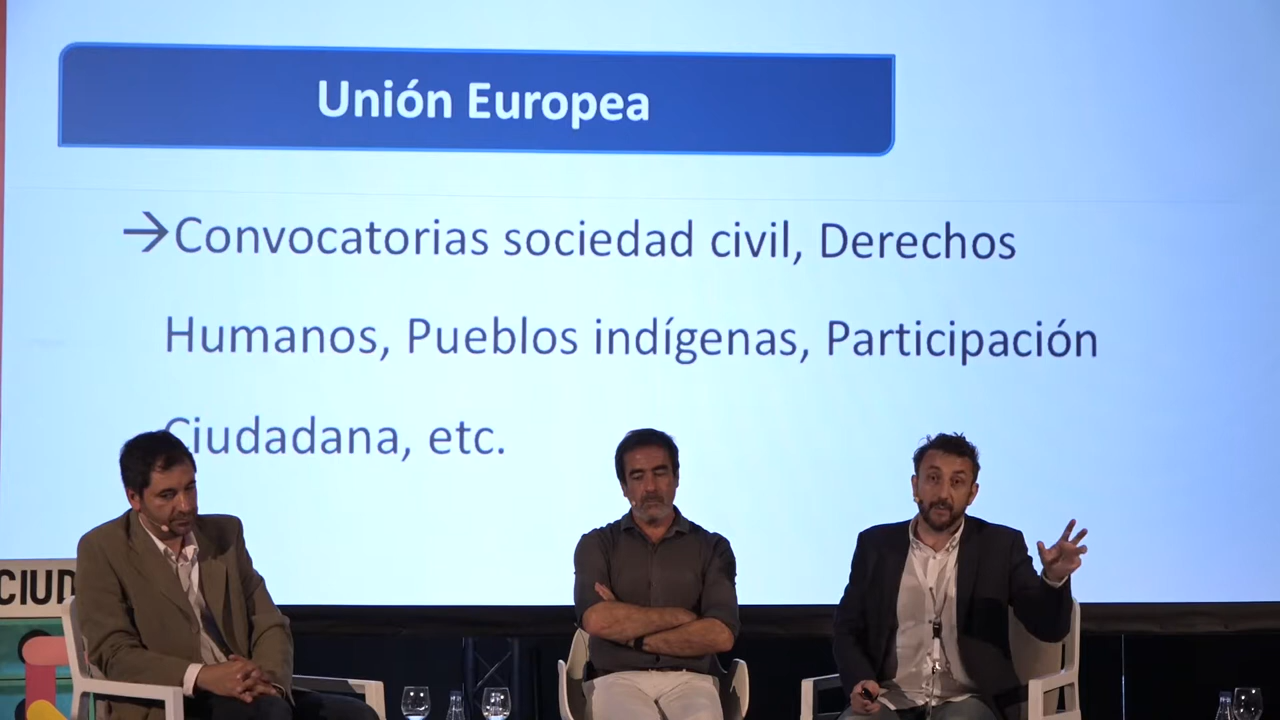 Unión Europea
→Convocatorias sociedad civil, Derechos
Humanos, Pueblos indígenas, Participación
Ciudadana, etc.
CIUD